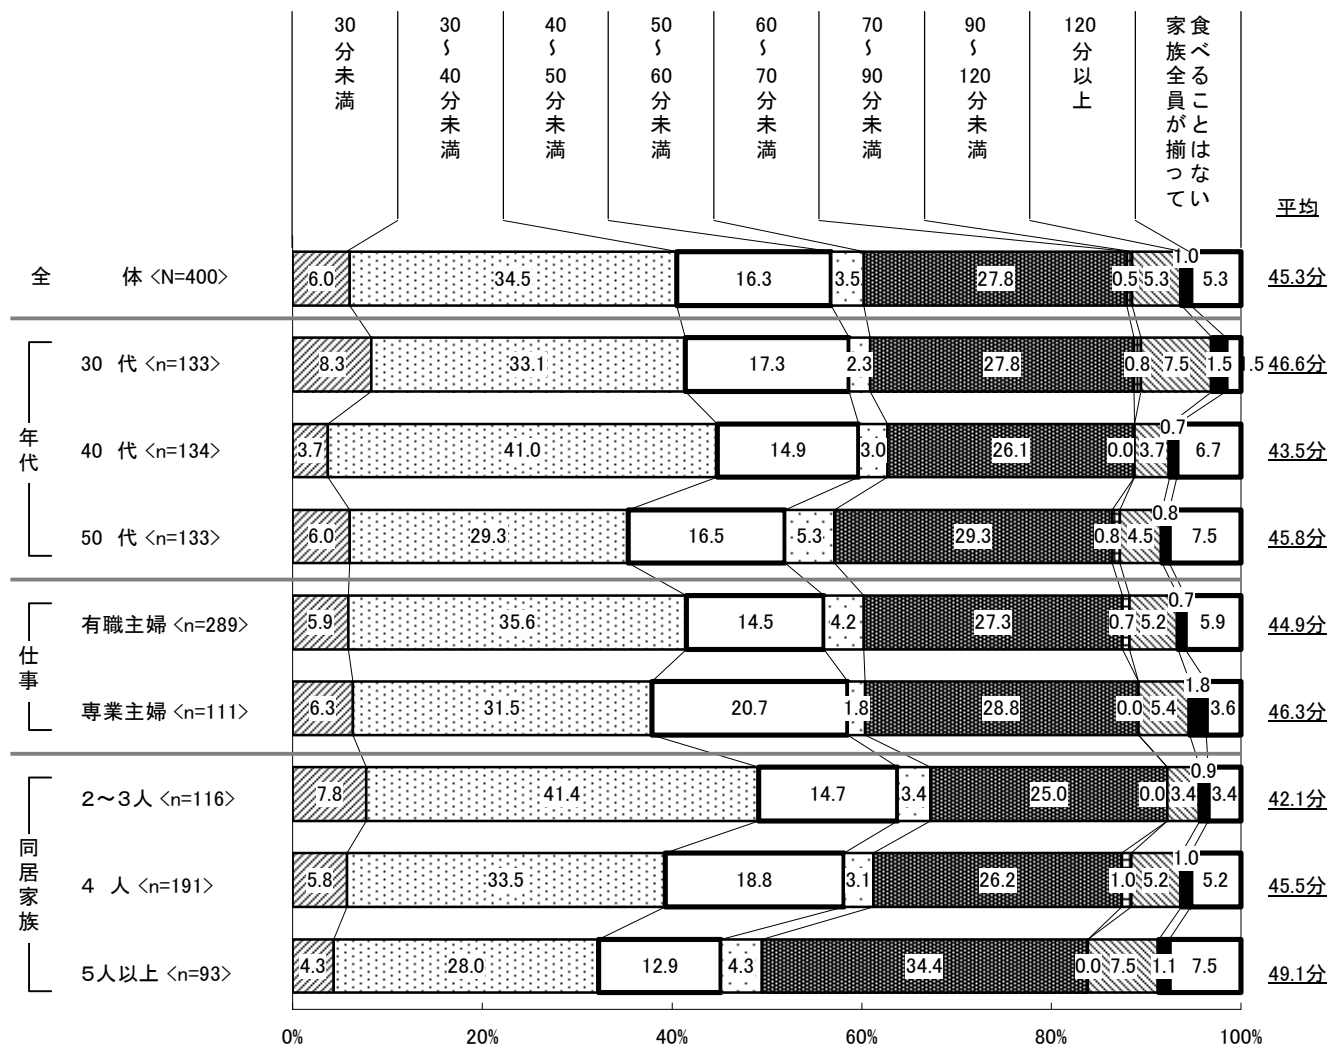 30分未満
30〜40分未満
40〜50分未満
50〜60分未満
60〜70分未満
70〜90分未満
90〜120分未満
120分以上
家族全員が揃って
食べることはない
平均
全 体 <N=400> 6.0 34.5 16.3 3.5 27.8 0.5 5.3 1.0 5.3 45.3分
年代
30 代 <n=133> 8.3 33.1 17.3 2.3 27.8 0.8 7.5 1.5 1.5 46.6分
40 代 <n=134> 3.7 41.0 14.9 3.0 26.1 0.0 3.7 0.7 6.7 43.5分
50 代 <n=133> 6.0 29.3 16.5 5.3 29.3 0.8 4.5 0.8 7.5 45.8分
仕事
有職主婦 <n=289> 5.9 35.6 14.5 4.2 27.3 0.7 5.2 0.7 5.9 44.9分
専業主婦 <n=111> 6.3 31.5 20.7 1.8 28.8 0.0 5.4 1.8 3.6 46.3分
同居家族
2〜3人 <n=116> 7.8 41.4 14.7 3.4 25.0 0.0 3.4 0.9 3.4 42.1分
4 人 <n=191> 5.8 33.5 18.8 3.1 26.2 1.0 5.2 1.0 5.2 45.5分
5人以上 <n=93> 4.3 28.0 12.9 4.3 34.4 0.0 7.5 1.1 7.5 49.1分
0% 20% 40% 60% 80% 100%